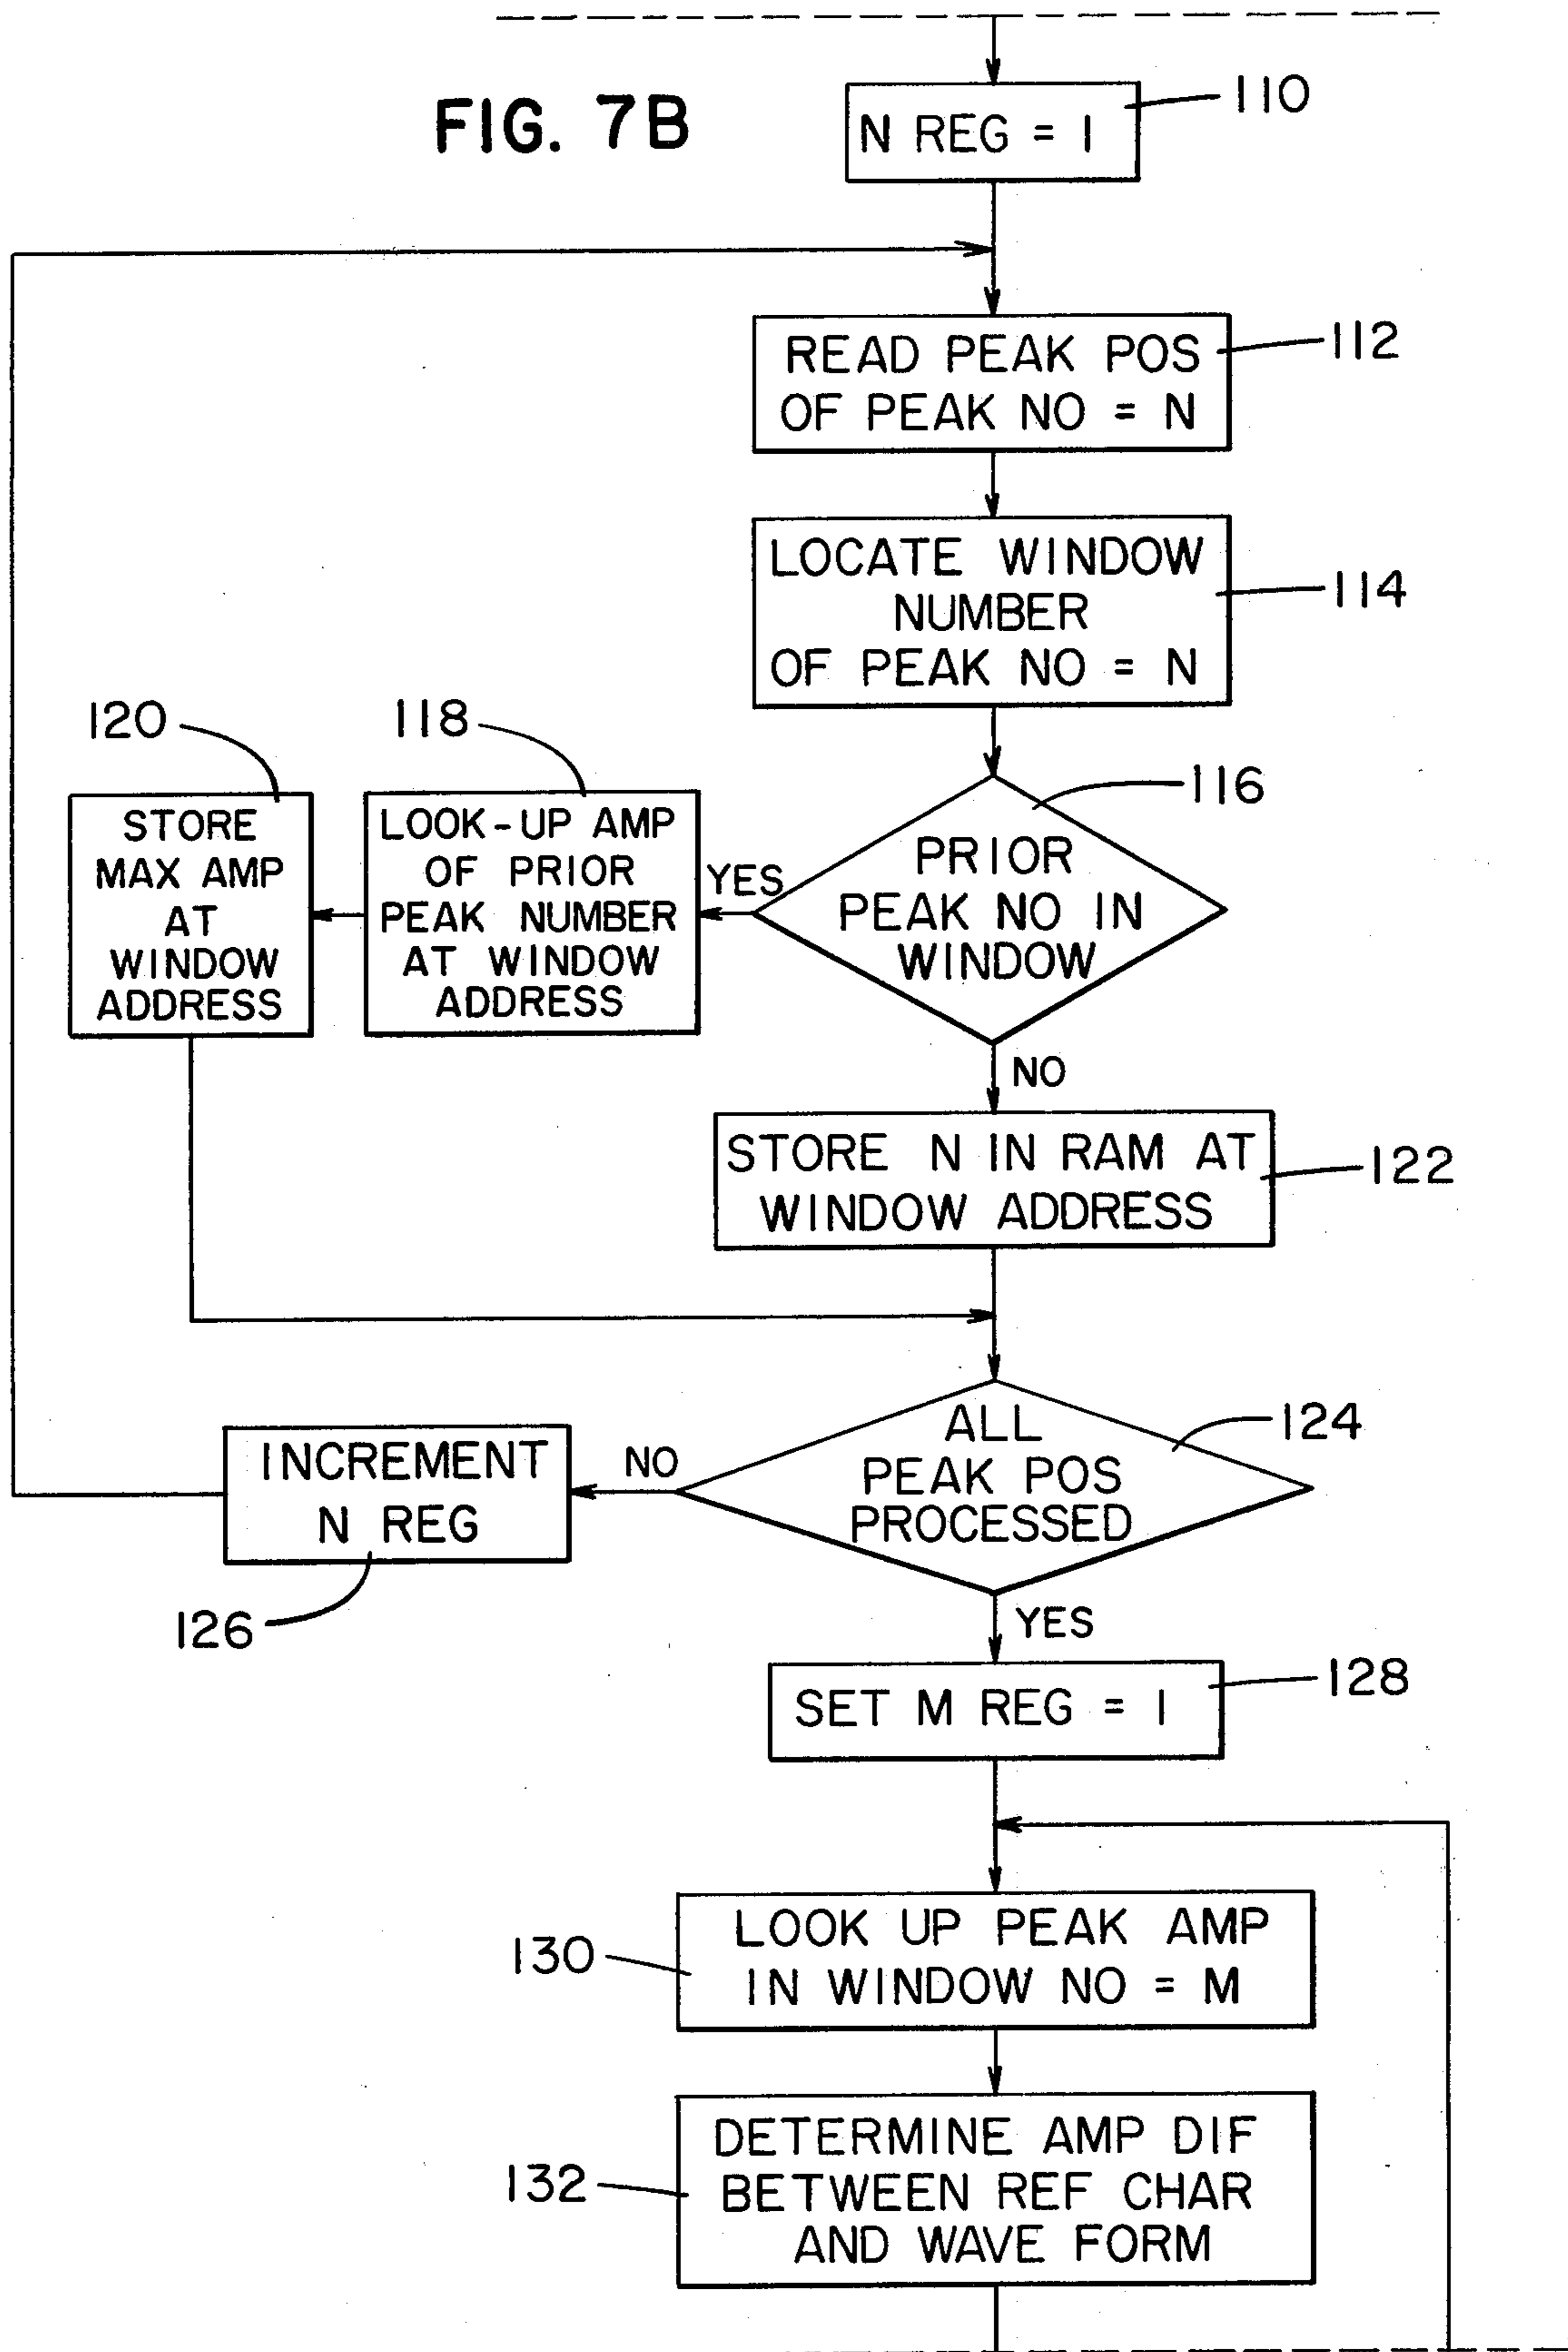 FIG. 7B
N REG = 1
110
READ PEAK POS
OF PEAK NO = N
112
LOCATE WINDOW
NUMBER
OF PEAK NO = N
114
PRIOR
PEAK NO IN
WINDOW
116
YES
LOOK-UP AMP
OF PRIOR
PEAK NUMBER
AT WINDOW
ADDRESS
118
STORE
MAX AMP
AT
WINDOW
ADDRESS
120
NO
STORE N IN RAM AT
WINDOW ADDRESS
122
ALL
PEAK POS
PROCESSED
124
NO
INCREMENT
N REG
126
YES
SET M REG = 1
128
LOOK UP PEAK AMP
IN WINDOW NO = M
130
DETERMINE AMP DIF
BETWEEN REF CHAR
AND WAVE FORM
132